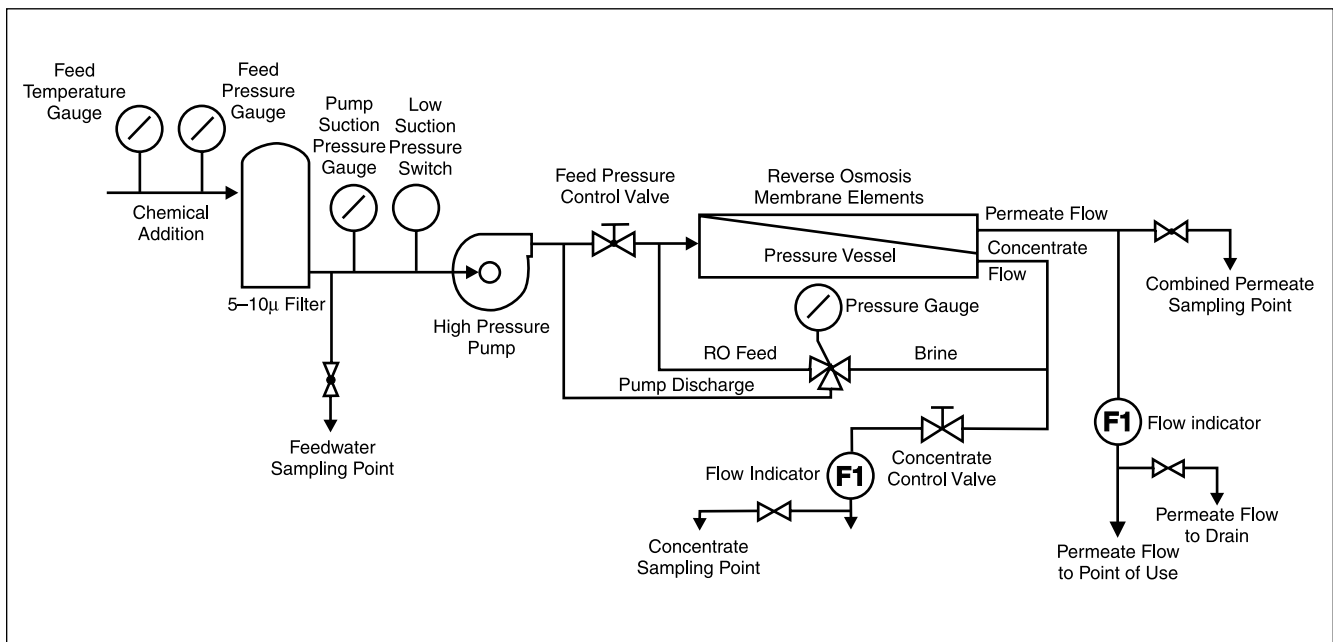 Feed
Temperature
Gauge
Feed
Pressure
Gauge
Pump
Suction
Pressure
Gauge
Low
Suction
Pressure
Switch
Chemical
Addition
5–10μ Filter
High Pressure
Pump
Feedwater
Sampling Point
Feed Pressure
Control Valve
Reverse Osmosis
Membrane Elements
Pressure Vessel
Permeate Flow
Concentrate
Flow
Combined Permeate
Sampling Point
Pressure Gauge
RO Feed
Brine
Pump Discharge
F1
Flow indicator
Flow Indicator
F1
Concentrate
Control Valve
Concentrate
Sampling Point
Permeate Flow
to Drain
Permeate Flow
to Point of Use